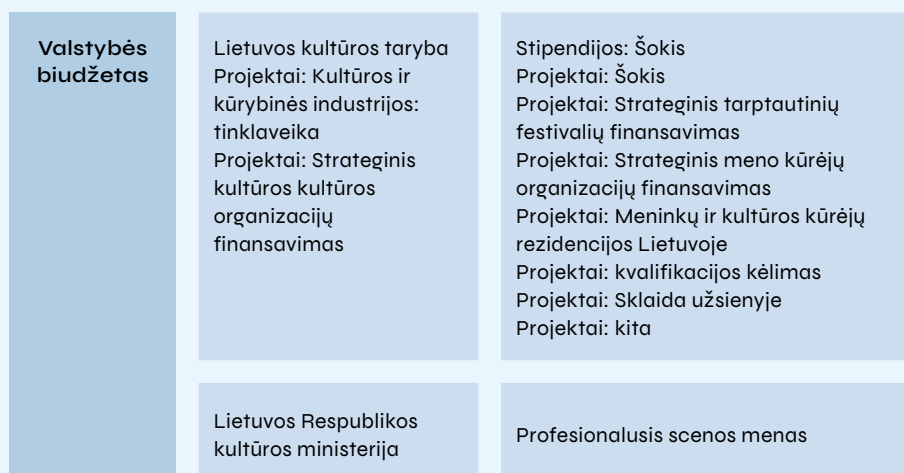 Valstybės
biudžetas
Lietuvos kultūros taryba
Projektai: Kultūros ir
kūrybinės industrijos:
tinklaveika
Projektai: Strateginis
kultūros kultūros
organizacijų
finansavimas
Stipendijos: Šokis
Projektai: Šokis
Projektai: Strateginis tarptautinių
festivalių finansavimas
Projektai: Strateginis meno kūrėjų
organizacijų finansavimas
Projektai: Meninkų ir kultūros kūrėjų
rezidencijos Lietuvoje
Projektai: kvalifikacijos kėlimas
Projektai: Sklaida užsienyje
Projektai: kita
Lietuvos Respublikos
kultūros ministerija
Profesionalusis scenos menas